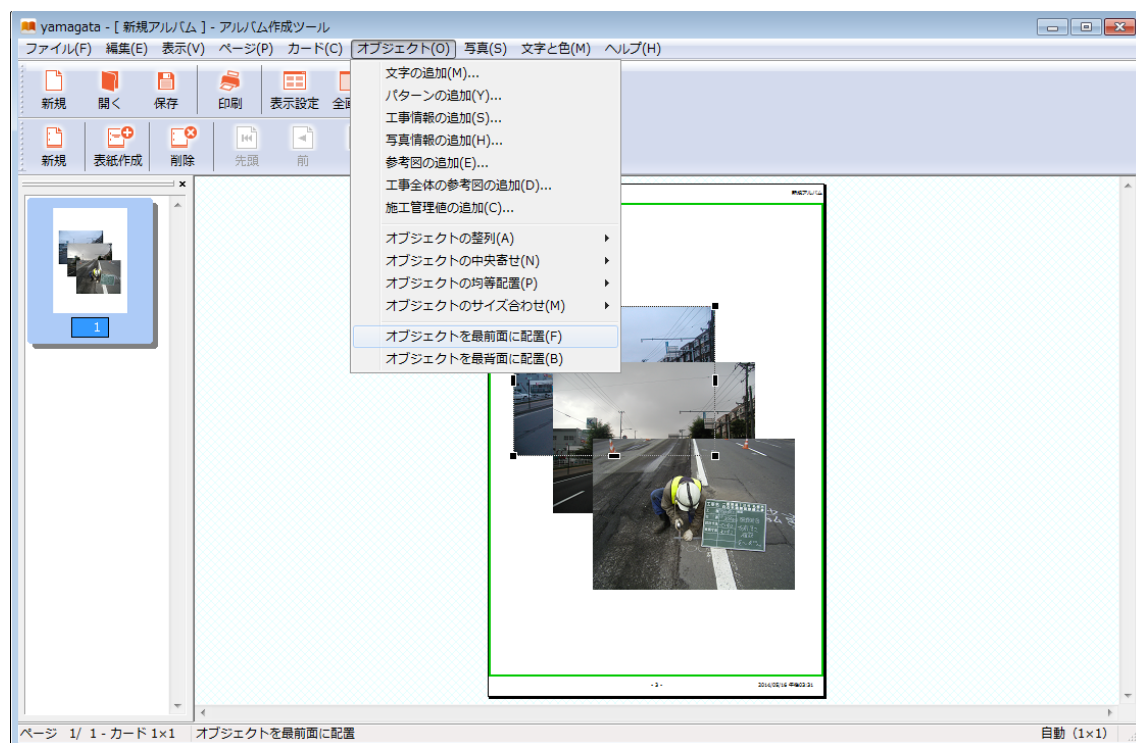 yamagata - [ 新規アルバム ] - アルバム作成ツール
ファイル(F) 編集(E) 表示(V) ページ(P) カード(C) オブジェクト(O) 写真(S) 文字と色(M) ヘルプ(H)
新規 開く 保存 印刷 表示設定
新規 表紙作成 削除 先頭 前
文字の追加(M)...
パターンの追加(Y)...
工事情報の追加(S)...
写真情報の追加(H)...
参考図の追加(E)...
工事全体の参考図の追加(D)...
施工管理値の追加(C)...
オブジェクトの整列(A)
オブジェクトの中央寄せ(N)
オブジェクトの均等配置(P)
オブジェクトのサイズ合わせ(M)
オブジェクトを最前面に配置(F)
オブジェクトを最背面に配置(B)
1
新規アルバム
- 3 -
ページ 1/ 1 - カード 1×1 オブジェクトを最前面に配置 自動 (1×1)